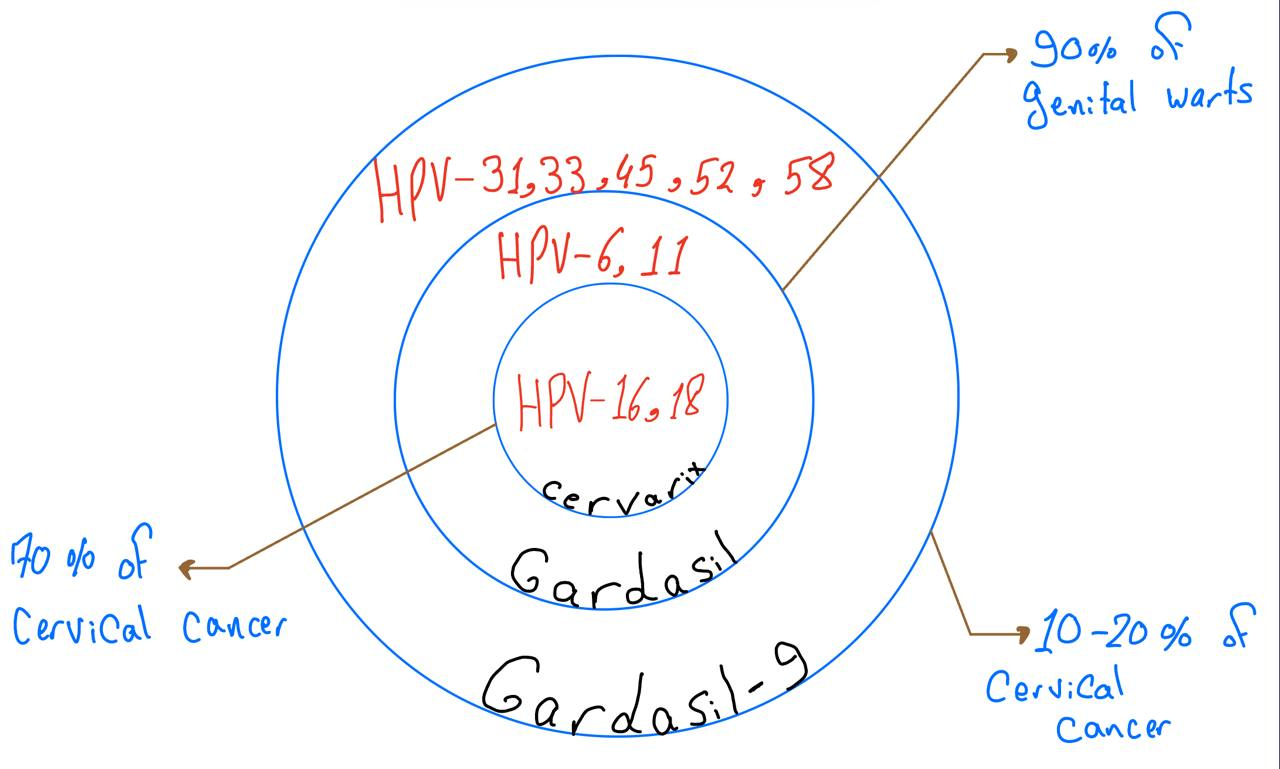 90% of
genital warts
HPV-31,33,45,52,58
HPV-6,11
HPV-16,18
cervarix
Gardasil
Gardasil-9
70% of
Cervical cancer
10-20% of
Cervical
cancer